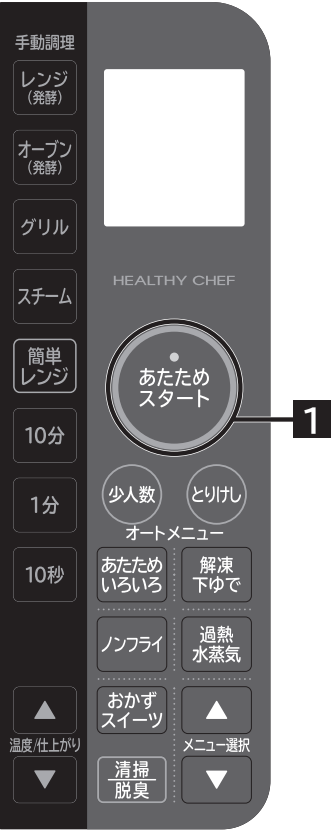 手動調理
レンジ
(発酵)
オーブン
(発酵)
グリル
スチーム
簡単
レンジ
10分
1分
10秒
▲
温度/仕上がり
▼
HEALTHY CHEF
あたため
スタート
1
少人数
とりけし
オートメニュー
あたため
いろいろ
解凍
下ゆで
ノンフライ
過熱
水蒸気
おかず
スイーツ
▲
メニュー選択
清掃
脱臭
▼